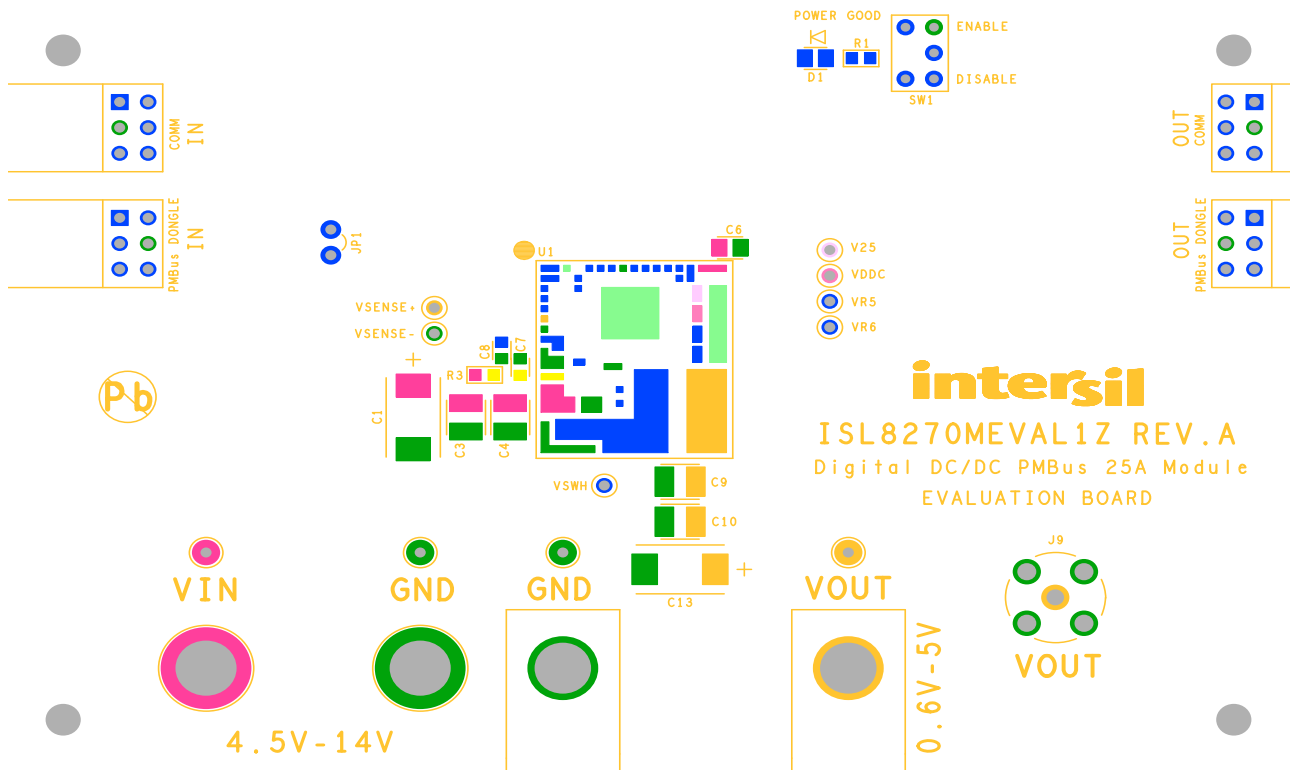 POWER GOOD
ENABLE
R1
D1
DISABLE
SW1
COMM
IN
OUT
COMM
PMBus DONGLE
IN
JP1
U1
C6
V25
VDDC
VR5
VR6
OUT
PMBus DONGLE
VSENSE+
VSENSE-
C8
C7
R3
+
C1
C3
C4
Pb
intersil
ISL8270MEVAL1Z REV.A
Digital DC/DC PMBus 25A Module
EVALUATION BOARD
VSWH
C9
C10
+
C13
J9
VIN
GND
GND
VOUT
VOUT
0.6V-5V
4.5V-14V